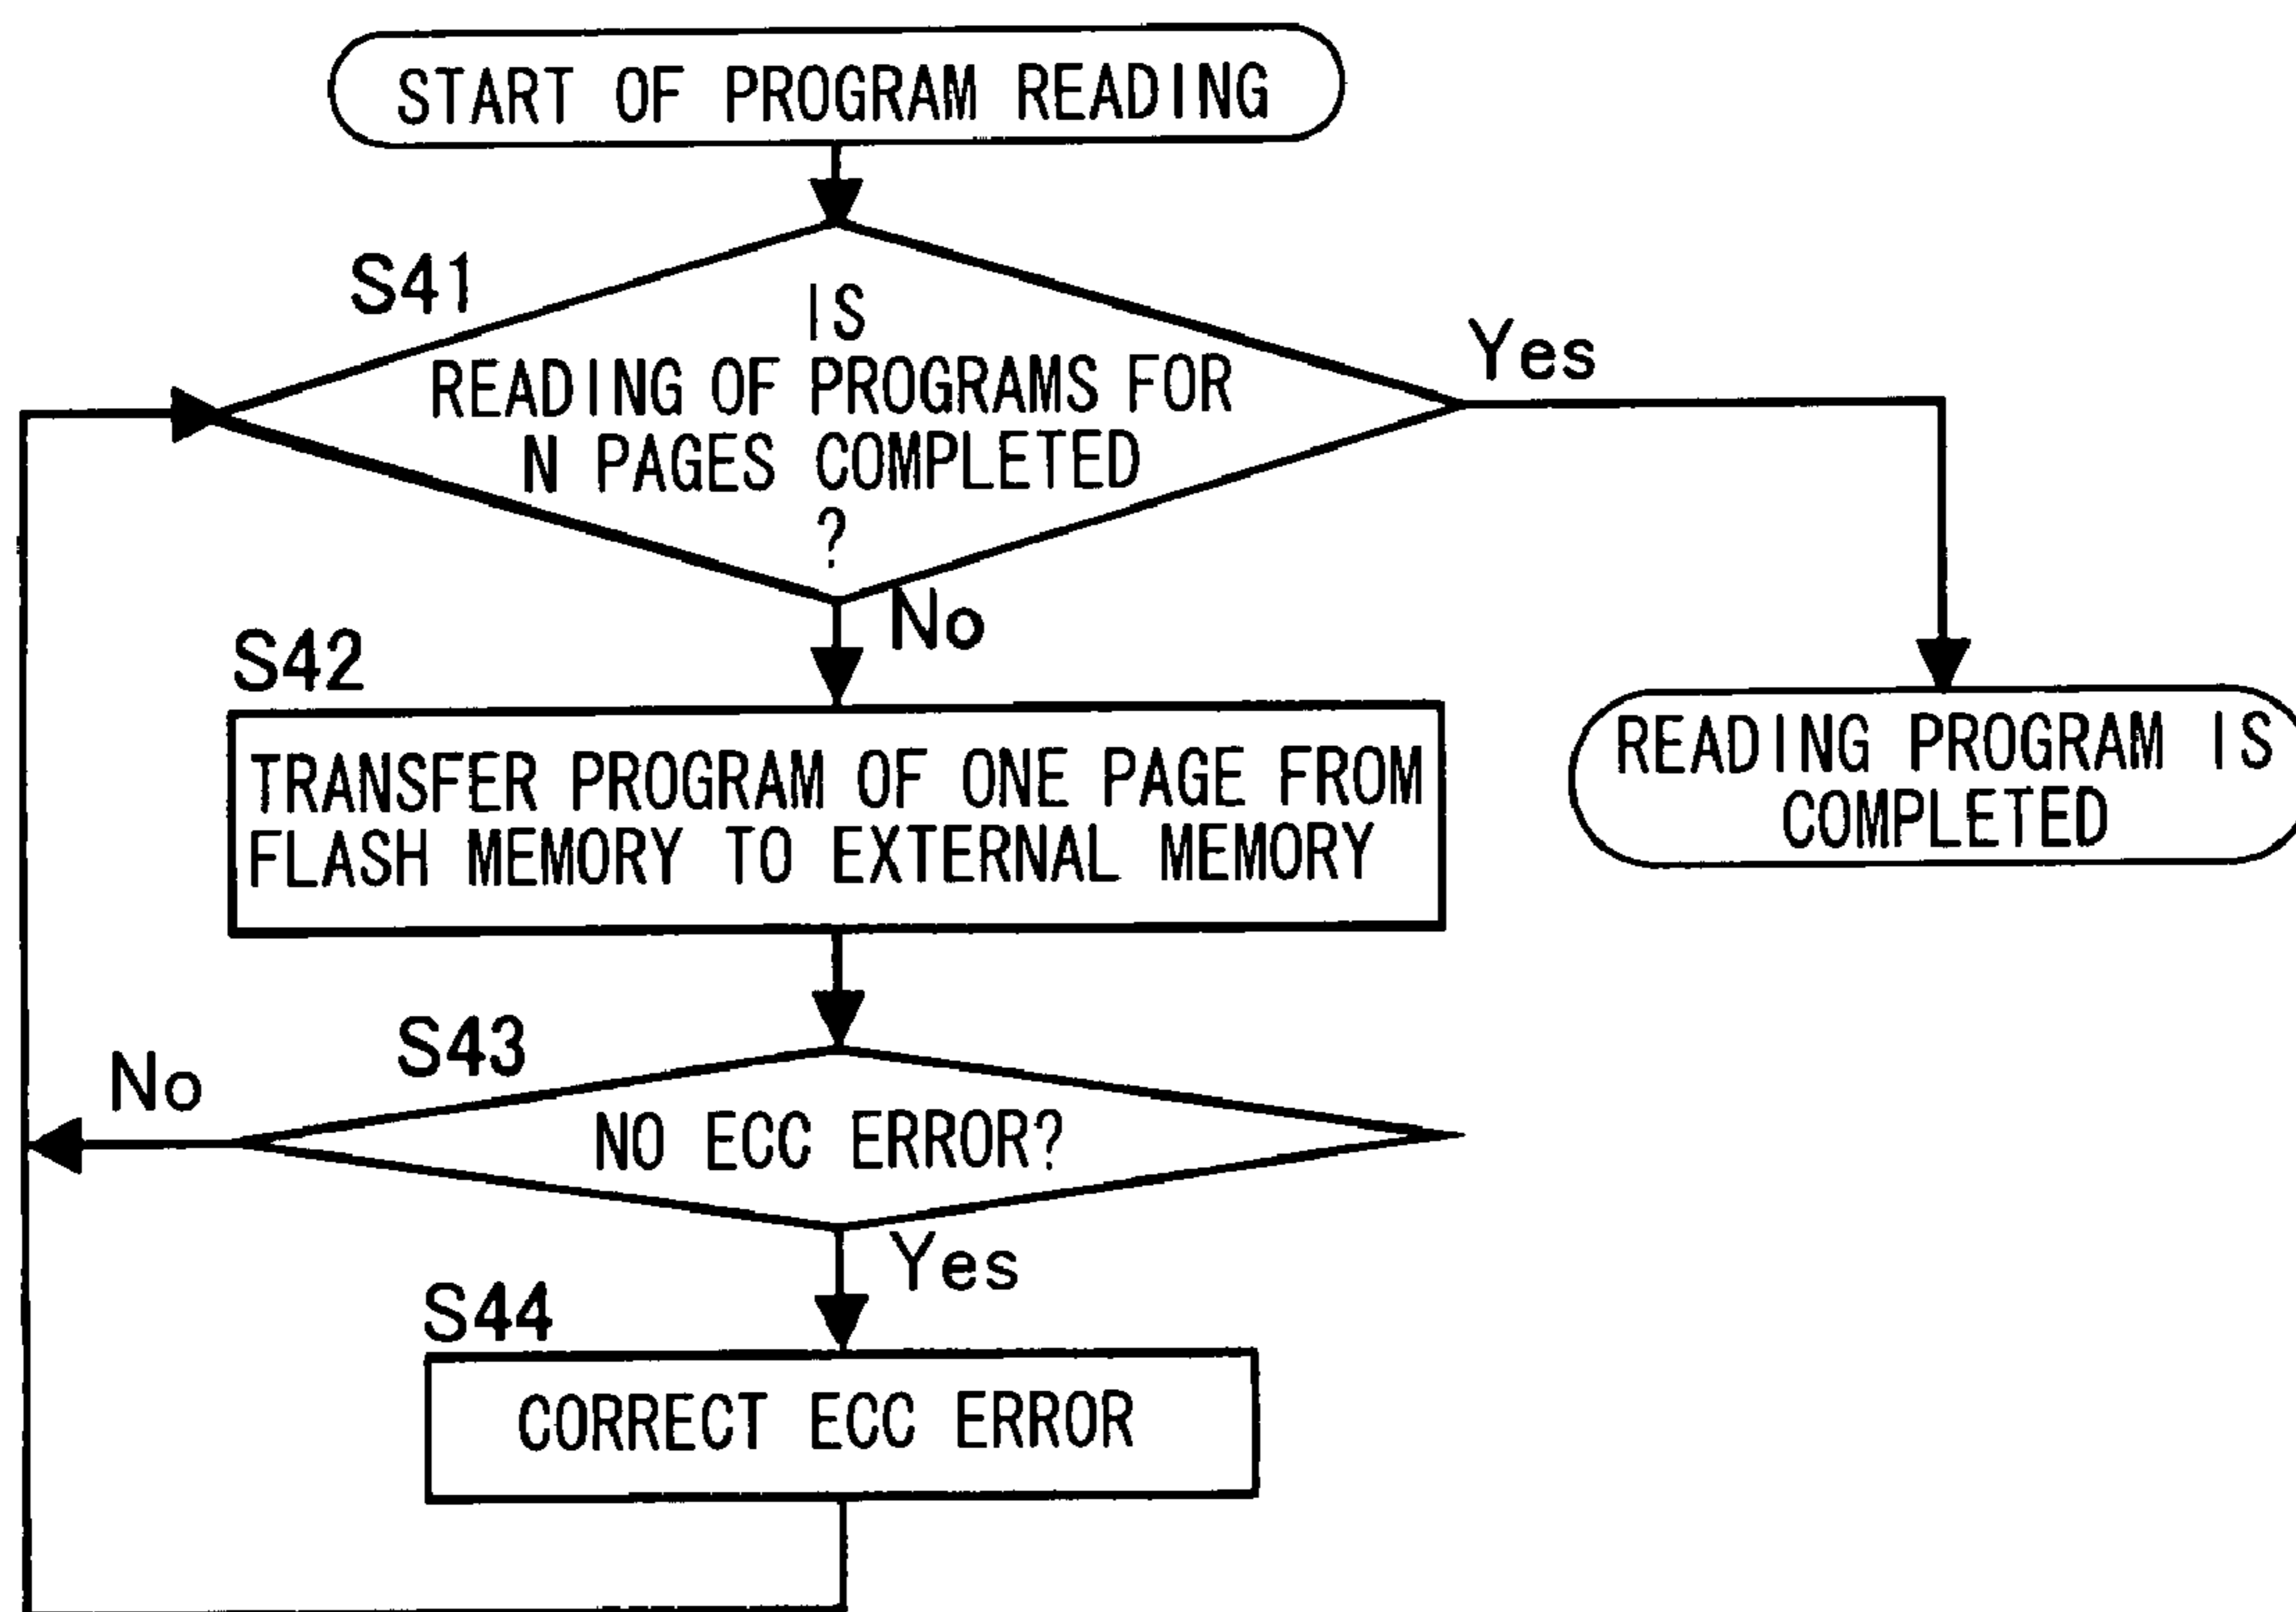 START OF PROGRAM READING
S41
IS
READING OF PROGRAMS FOR
N PAGES COMPLETED
?
Yes
No
S42
TRANSFER PROGRAM OF ONE PAGE FROM
FLASH MEMORY TO EXTERNAL MEMORY
READING PROGRAM IS
COMPLETED
S43
No
NO ECC ERROR?
Yes
S44
CORRECT ECC ERROR